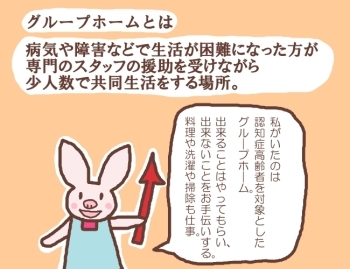 グループホームとは
病気や障害などで生活が困難になった方が
専門のスタッフの援助を受けながら
少人数で共同生活をする場所。
私がいたのは
認知症高齢者を対象とした
グループホーム。
出来ることはやってもらい、
出来ないことをお手伝いする。
料理や洗濯や掃除も仕事。